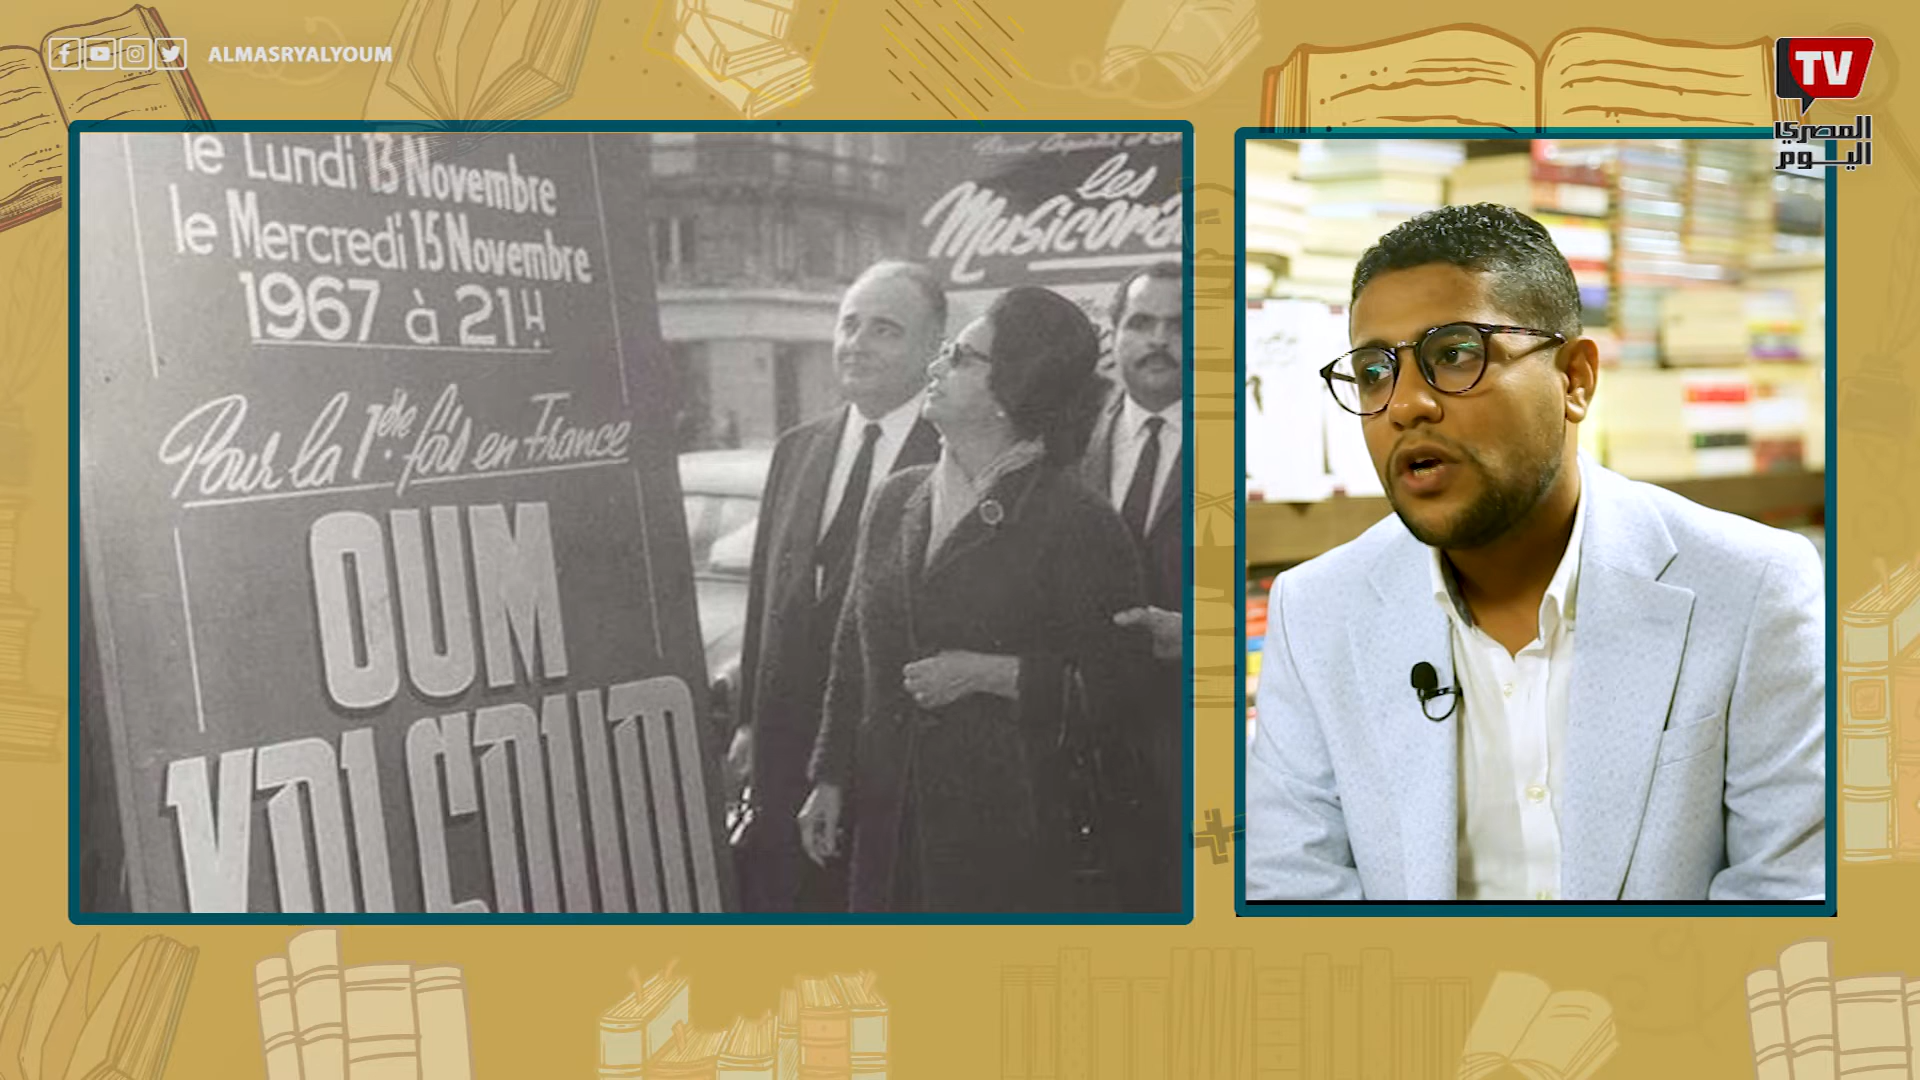 ALMASRYALYOUM
TV
المصري
اليوم
le Lundi 13 Novembre
le Mercredi 15 Novembre
1967 à 21H
Pour la 1ère fois en France
OUM
KALSOUM
les